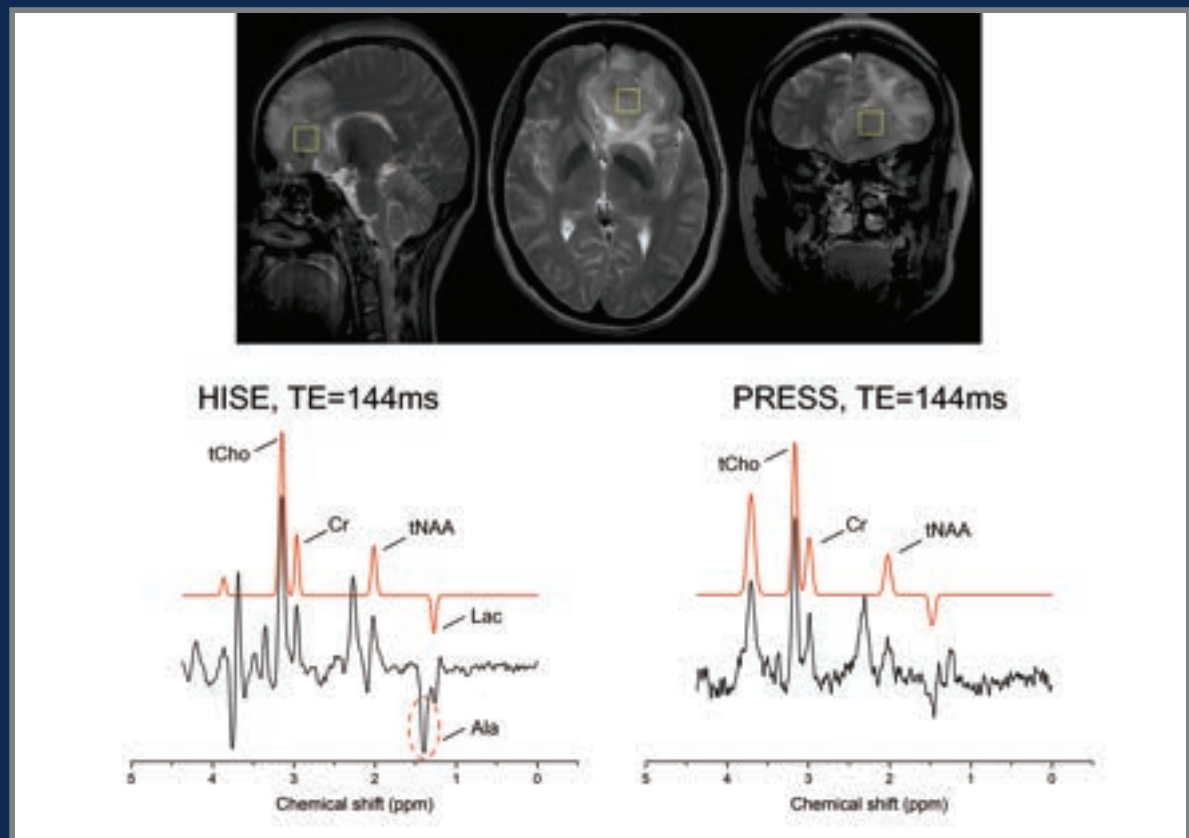 HISE, TE=144ms
tCho
Cr
tNAA
Lac
Ala
5 4 3 2 1 0
Chemical shift (ppm)
PRESS, TE=144ms
tCho
Cr
tNAA
5 4 3 2 1 0
Chemical shift (ppm)